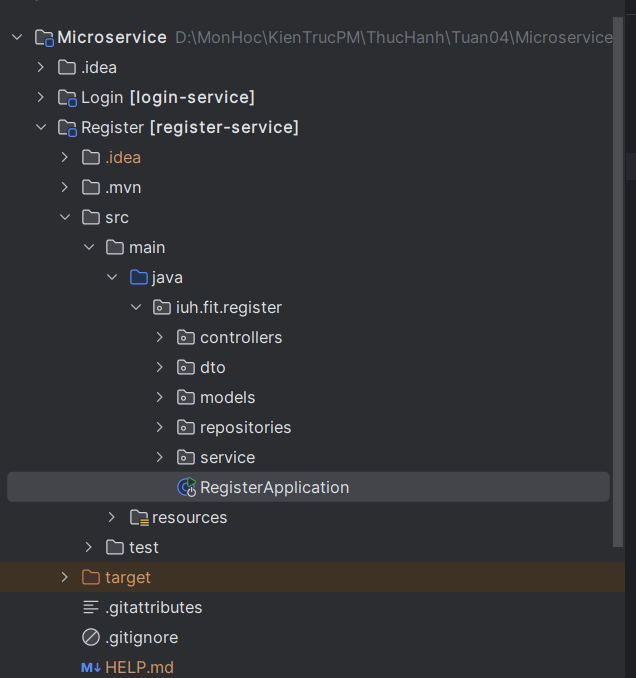 Microservice D:\MonHoc\KienTrucPM\ThucHanh\Tuan04\Microservice
.idea
Login [login-service]
Register [register-service]
.idea
.mvn
src
main
java
iuh.fit.register
controllers
dto
models
repositories
service
RegisterApplication
resources
test
target
.gitattributes
.gitignore
M↓ HELP.md